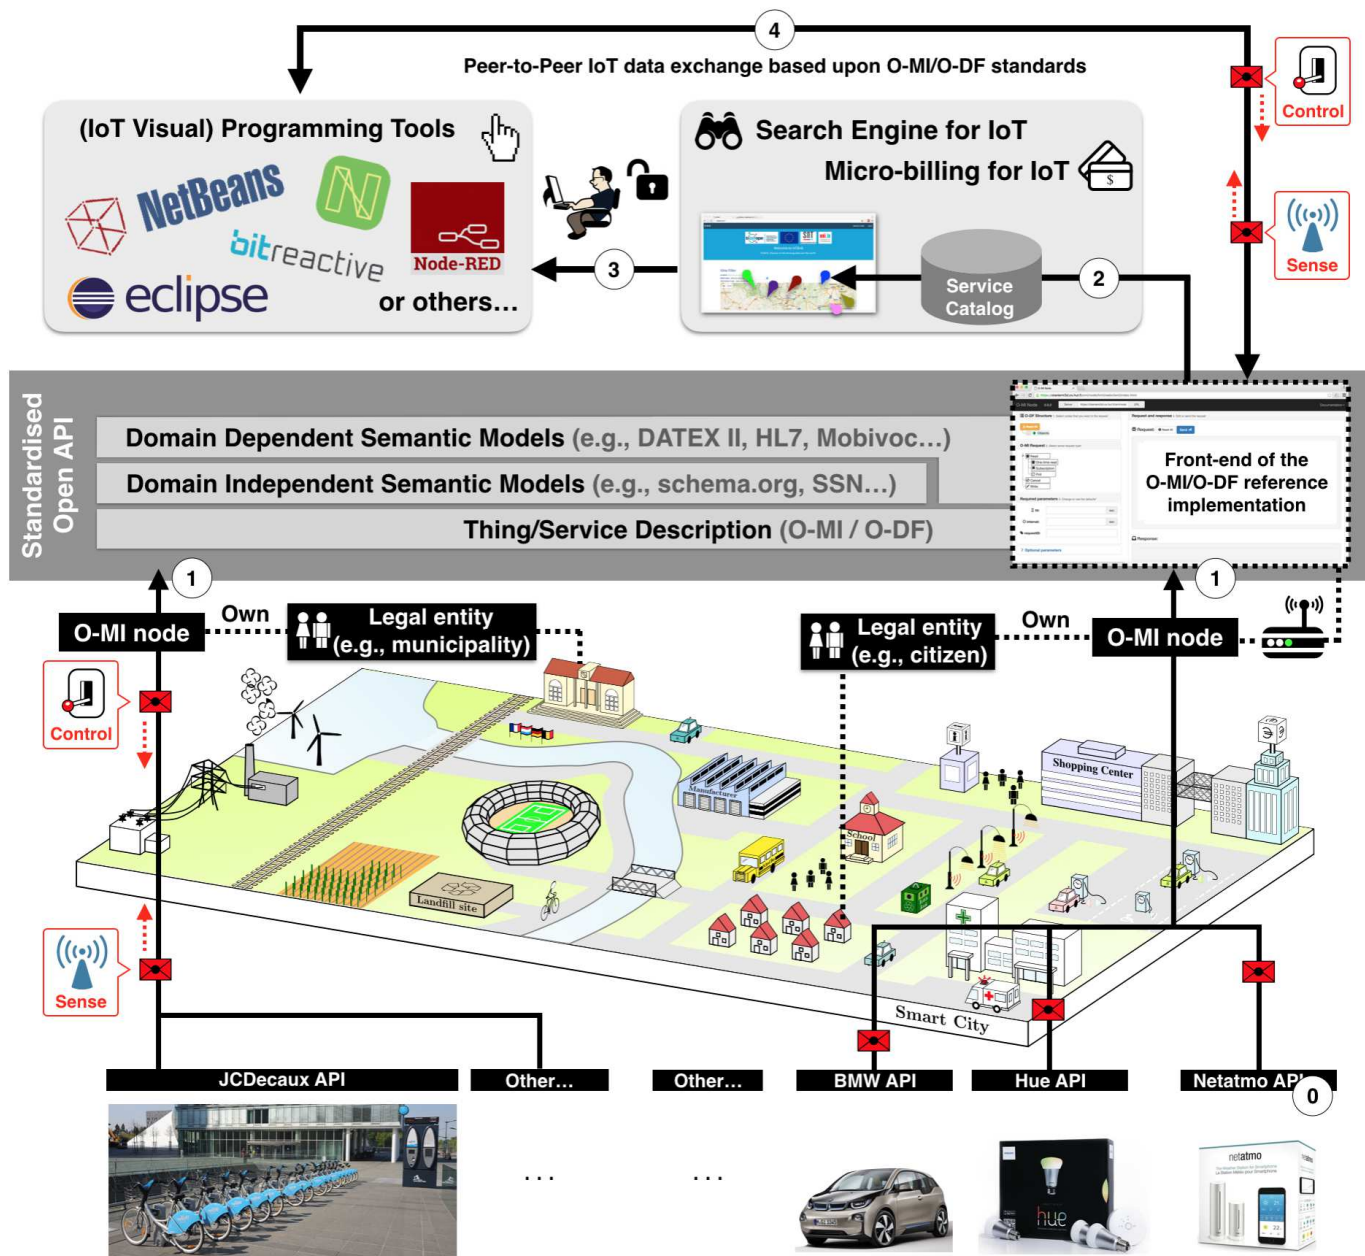 4
Peer-to-Peer IoT data exchange based upon O-MI/O-DF standards
Control
(IoT Visual) Programming Tools
NetBeans
N
bitreactive
Node-RED
eclipse
or others...
Search Engine for IoT
Micro-billing for IoT
$
Service
Catalog
3
2
Sense
Standardised
Open API
Domain Dependent Semantic Models (e.g., DATEX II, HL7, Mobivoc...)
Domain Independent Semantic Models (e.g., schema.org, SSN...)
Thing/Service Description (O-MI / O-DF)
Front-end of the
O-MI/O-DF reference
implementation
Response:
Optional parameters
1
1
O-MI node
Own
Legal entity
(e.g., municipality)
Legal entity
(e.g., citizen)
Own
O-MI node
Control
Shopping Center
Manufacturer
School
Landfill site
Sense
Smart City
JCDecaux API
Other...
Other...
BMW API
Hue API
Netatmo API
0
...
...
hue
netatmo